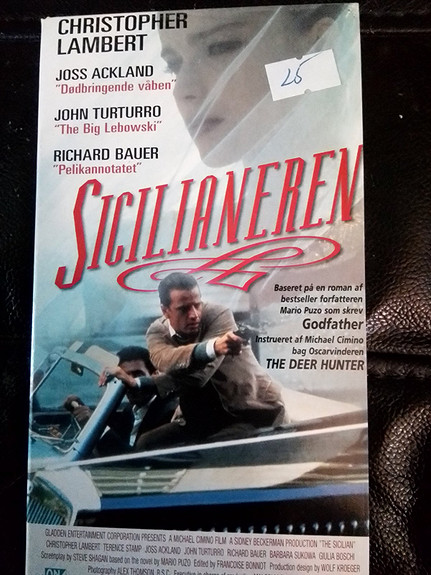 CHRISTOPHER
LAMBERT
JOSS ACKLAND
"Dødbringende våben"
JOHN TURTURRO
"The Big Lebowski"
RICHARD BAUER
"Pelikannotatet"
25
SICILIANEREN
Baseret på en roman af
bestseller forfatteren
Mario Puzo som skrev
Godfather
Instrueret af Michael Cimino
bag Oscarvinderen
THE DEER HUNTER
GLADDEN ENTERTAINMENT CORPORATION PRESENTS A MICHAEL CIMINO FILM A SIDNEY BECKERMAN PRODUCTION "THE SICILIAN"
CHRISTOPHER LAMBERT TERENCE STAMP JOSS ACKLAND JOHN TURTURRO RICHARD BAUER BARBARA SUKOWA GIULIA BOSCHI
Screenplay by STEVE SHAGAN based on the novel by MARIO PUZO Edited by FRANCOISE BONNOT Production design by WOLF KROEGER
Photography ALEX THOMSON B.S.C.